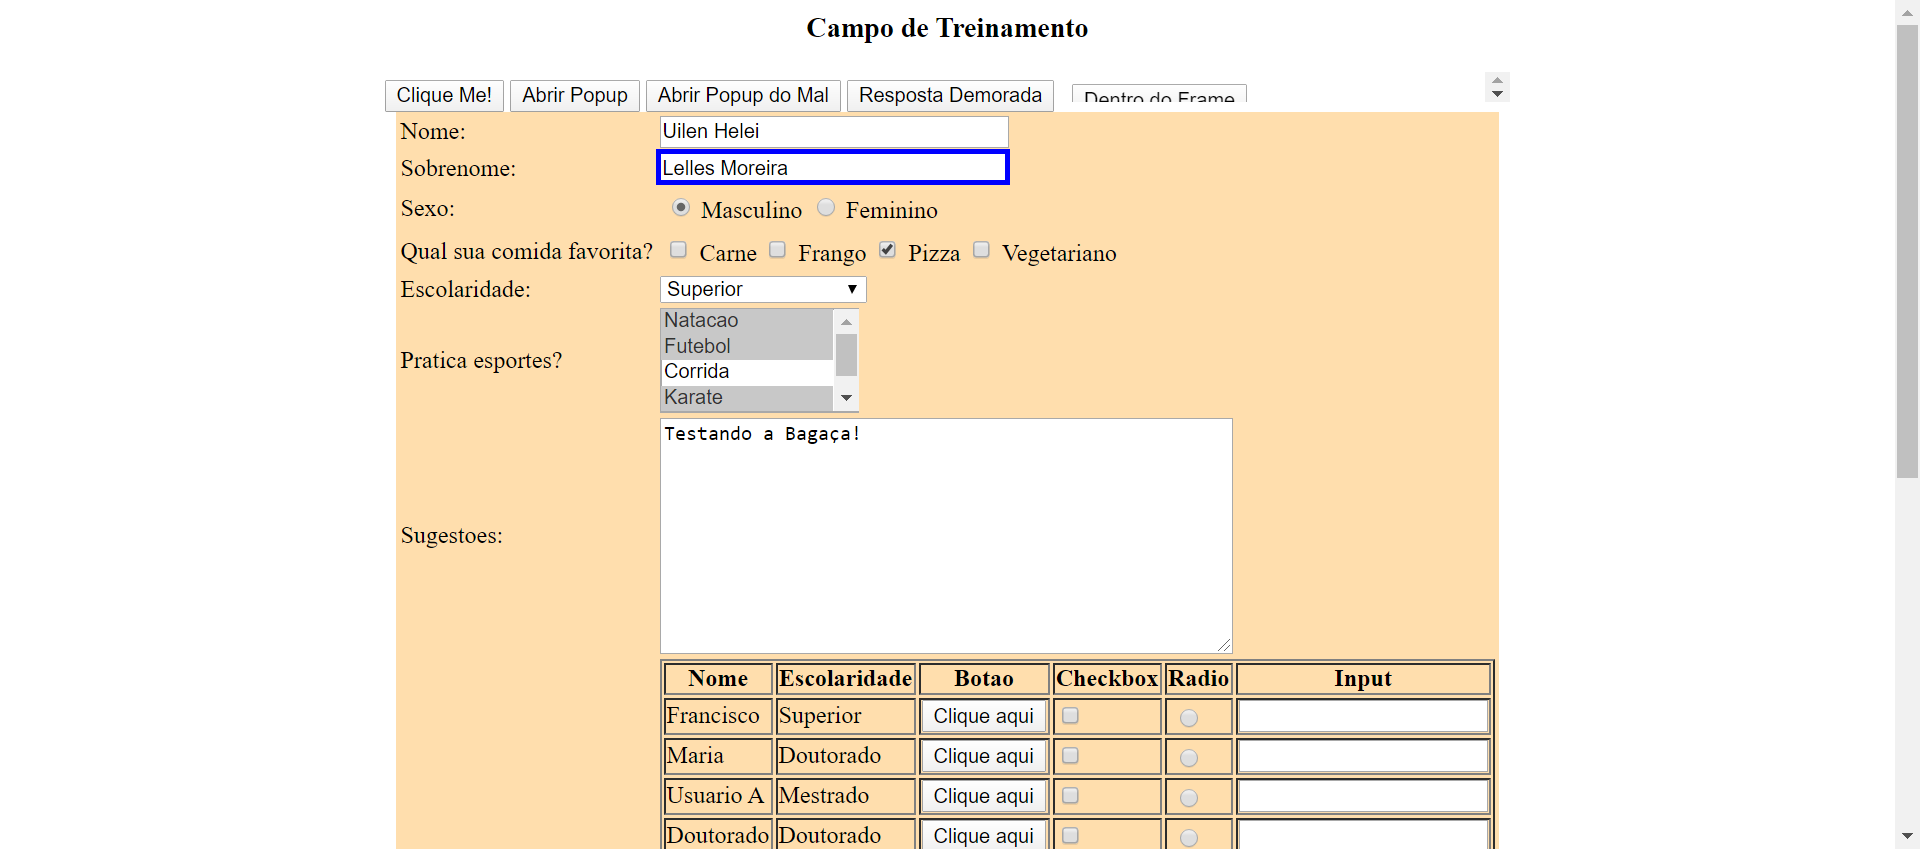 Campo de Treinamento
Clique Me! Abrir Popup Abrir Popup do Mal Resposta Demorada Dentro do Frame
Nome: Uilen Helei
Sobrenome: Lelles Moreira
Sexo: Masculino Feminino
Qual sua comida favorita? Carne Frango Pizza Vegetariano
Escolaridade: Superior
Natacao
Futebol
Pratica esportes?
Corrida
Karate
Testando a Bagaça!
Sugestoes:
Nome Escolaridade Botao Checkbox Radio Input
Francisco Superior Clique aqui
Maria Doutorado Clique aqui
Usuario A Mestrado Clique aqui
Doutorado Doutorado Clique aqui